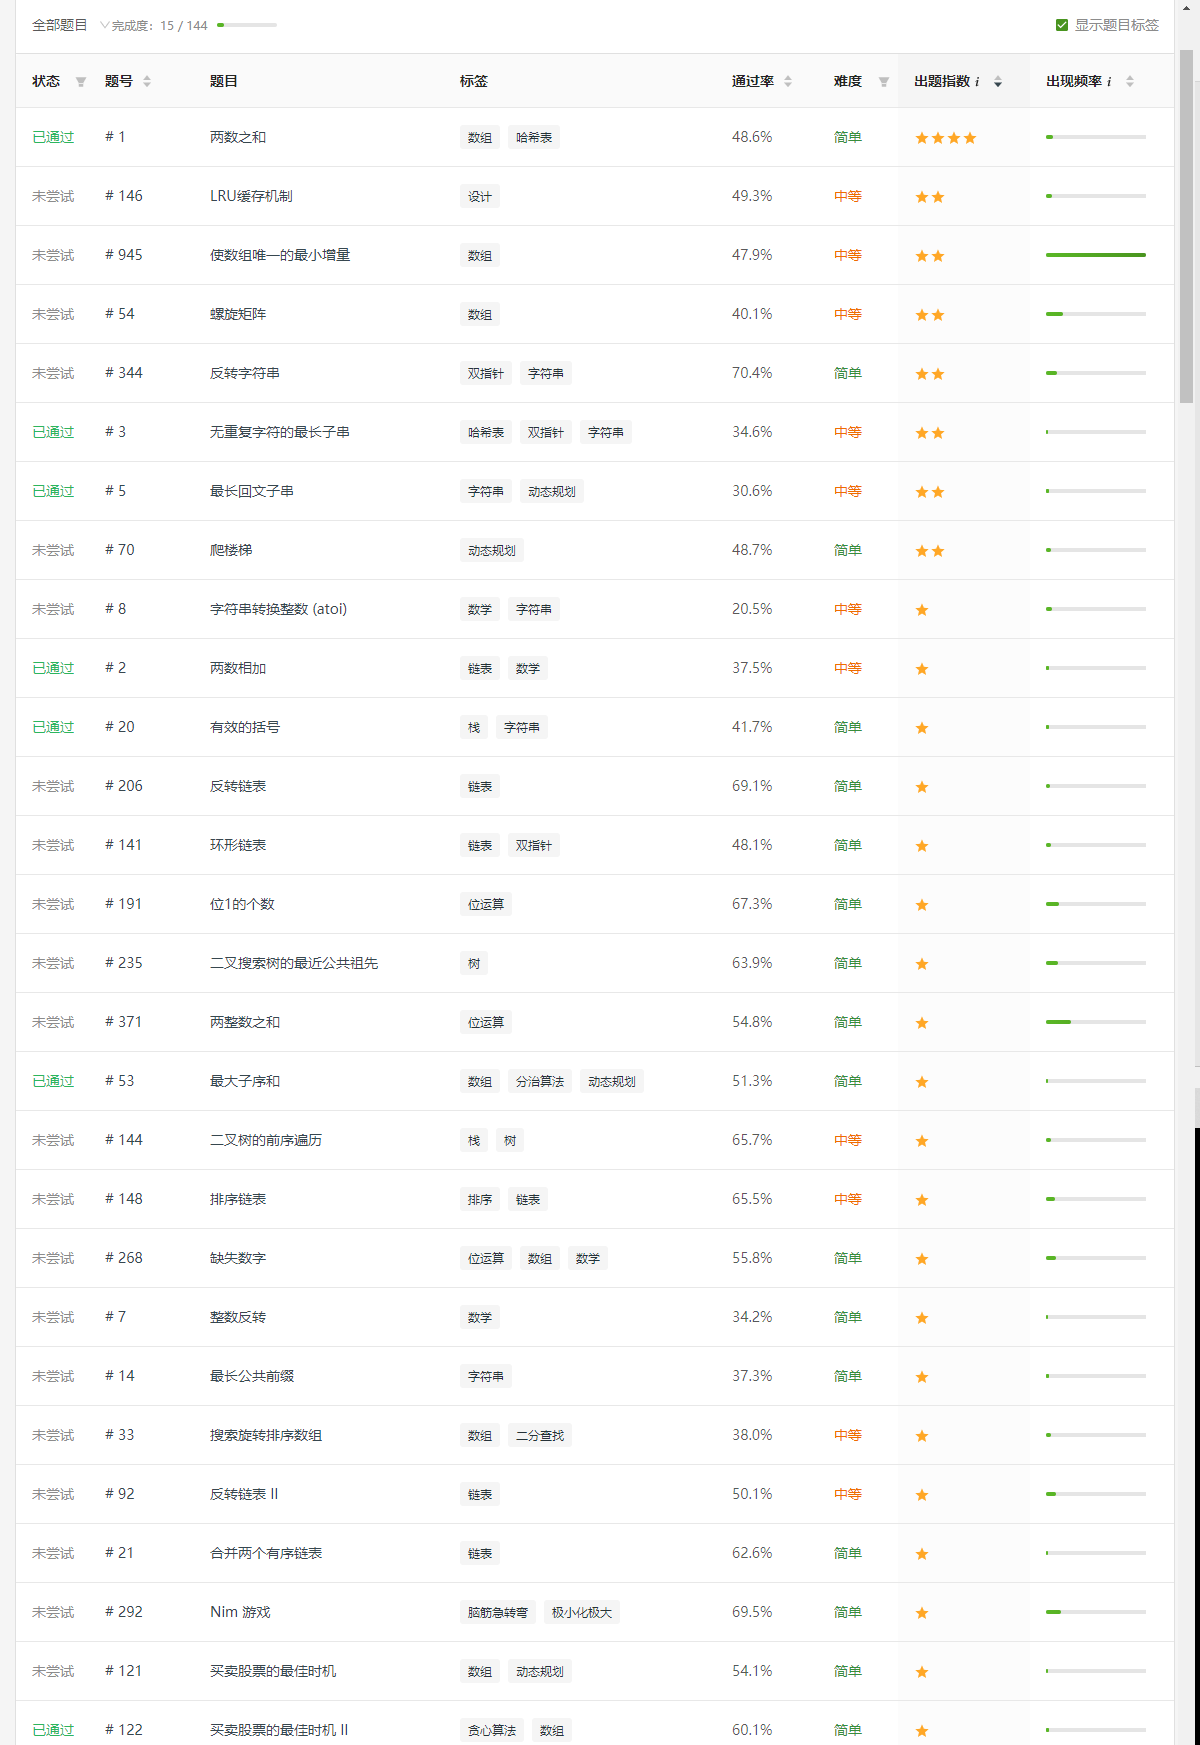 全部题目 完成度：15 / 144 显示题目标签
状态 题号 题目 标签 通过率 难度 出题指数 i 出现频率 i
已通过 # 1 两数之和 数组 哈希表 48.6% 简单
未尝试 # 146 LRU缓存机制 设计 49.3% 中等
未尝试 # 945 使数组唯一的最小增量 数组 47.9% 中等
未尝试 # 54 螺旋矩阵 数组 40.1% 中等
未尝试 # 344 反转字符串 双指针 字符串 70.4% 简单
已通过 # 3 无重复字符的最长子串 哈希表 双指针 字符串 34.6% 中等
已通过 # 5 最长回文子串 字符串 动态规划 30.6% 中等
未尝试 # 70 爬楼梯 动态规划 48.7% 简单
未尝试 # 8 字符串转换整数 (atoi) 数学 字符串 20.5% 中等
已通过 # 2 两数相加 链表 数学 37.5% 中等
已通过 # 20 有效的括号 栈 字符串 41.7% 简单
未尝试 # 206 反转链表 链表 69.1% 简单
未尝试 # 141 环形链表 链表 双指针 48.1% 简单
未尝试 # 191 位1的个数 位运算 67.3% 简单
未尝试 # 235 二叉搜索树的最近公共祖先 树 63.9% 简单
未尝试 # 371 两整数之和 位运算 54.8% 简单
已通过 # 53 最大子序和 数组 分治算法 动态规划 51.3% 简单
未尝试 # 144 二叉树的前序遍历 栈 树 65.7% 中等
未尝试 # 148 排序链表 排序 链表 65.5% 中等
未尝试 # 268 缺失数字 位运算 数组 数学 55.8% 简单
未尝试 # 7 整数反转 数学 34.2% 简单
未尝试 # 14 最长公共前缀 字符串 37.3% 简单
未尝试 # 33 搜索旋转排序数组 数组 二分查找 38.0% 中等
未尝试 # 92 反转链表 II 链表 50.1% 中等
未尝试 # 21 合并两个有序链表 链表 62.6% 简单
未尝试 # 292 Nim 游戏 脑筋急转弯 极小化极大 69.5% 简单
未尝试 # 121 买卖股票的最佳时机 数组 动态规划 54.1% 简单
已通过 # 122 买卖股票的最佳时机 II 贪心算法 数组 60.1% 简单